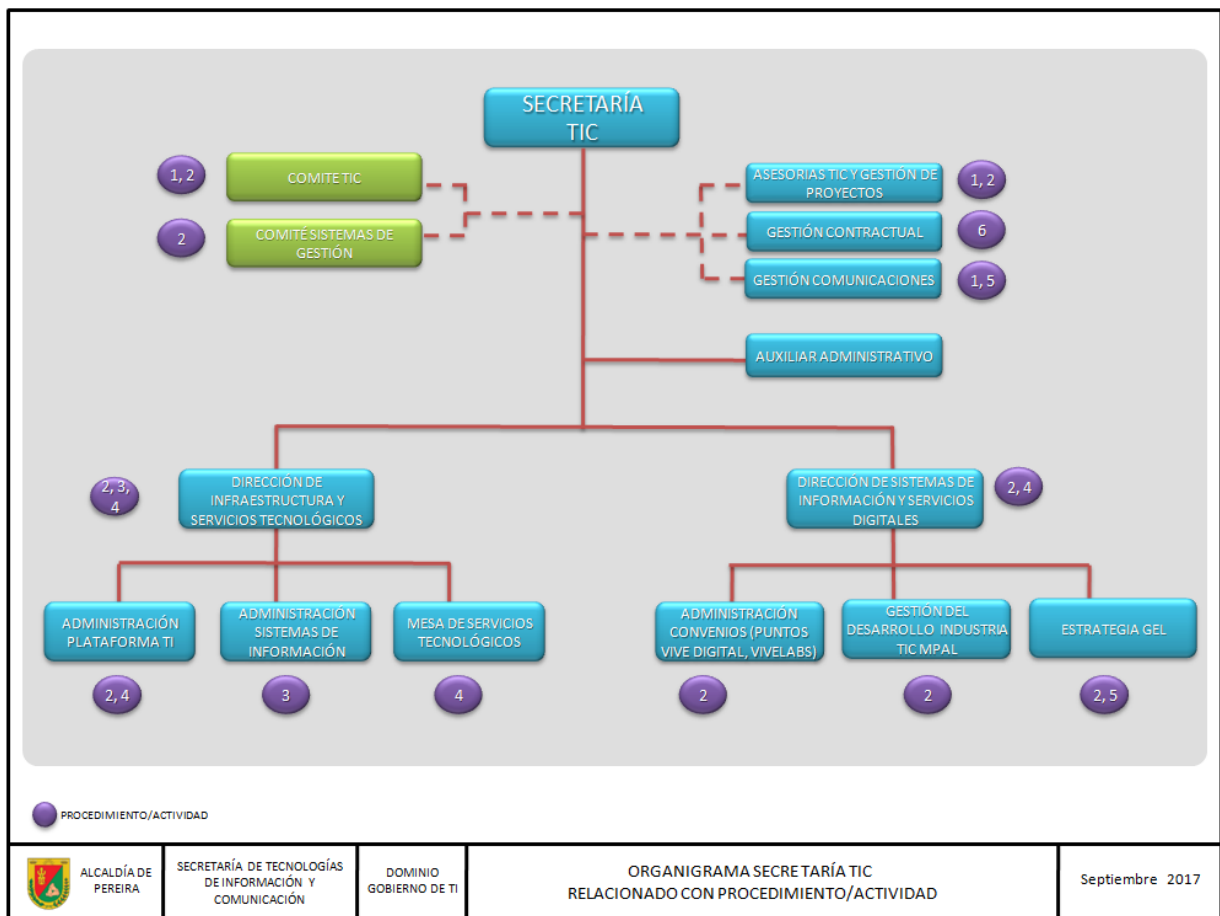 SECRETARÍA
TIC
1, 2
COMITE TIC
2
COMITÉ SISTEMAS DE
GESTIÓN
ASESORIAS TIC Y GESTIÓN DE
PROYECTOS
1, 2
GESTIÓN CONTRACTUAL
6
GESTIÓN COMUNICACIONES
1, 5
AUXILIAR ADMINISTRATIVO
2, 3,
4
DIRECCIÓN DE
INFRAESTRUCTURA Y
SERVICIOS TECNOLÓGICOS
DIRECCIÓN DE SISTEMAS DE
INFORMACIÓN Y SERVICIOS
DIGITALES
2, 4
ADMINISTRACIÓN
PLATAFORMA TI
2, 4
ADMINISTRACIÓN
SISTEMAS DE
INFORMACIÓN
3
MESA DE SERVICIOS
TECNOLÓGICOS
4
ADMINISTRACIÓN
CONVENIOS (PUNTOS
VIVE DIGITAL, VIVELABS)
2
GESTIÓN DEL
DESARROLLO INDUSTRIA
TIC MPAL
2
ESTRATEGIA GEL
2, 5
PROCEDIMIENTO/ACTIVIDAD
ALCALDÍA DE
PEREIRA
SECRETARÍA DE TECNOLOGÍAS
DE INFORMACIÓN Y
COMUNICACIÓN
DOMINIO
GOBIERNO DE TI
ORGANIGRAMA SECRETARÍA TIC
RELACIONADO CON PROCEDIMIENTO/ACTIVIDAD
Septiembre 2017